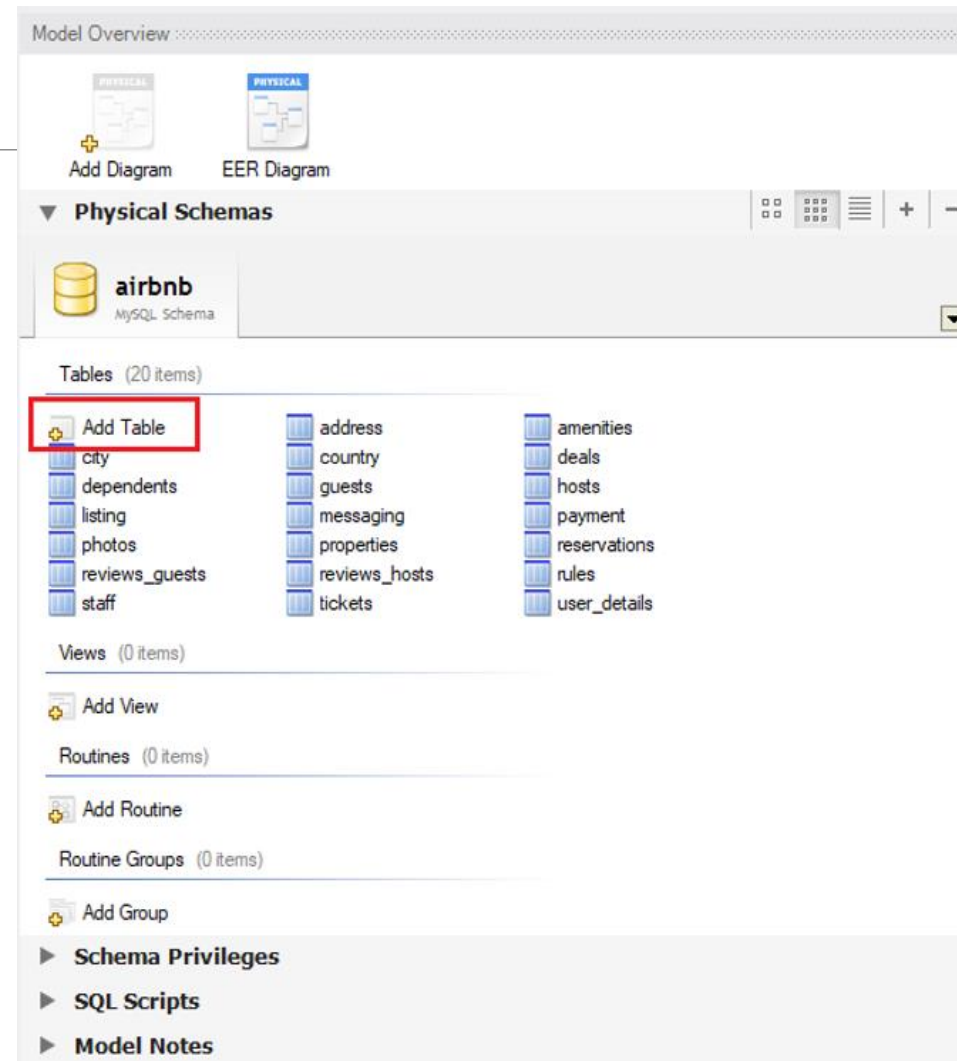 Model Overview
PHYSICAL PHYSICAL
Add Diagram EER Diagram
Physical Schemas
airbnb
MySQL Schema
Tables (20 items)
Add Table address amenities
city country deals
dependents guests hosts
listing messaging payment
photos properties reservations
reviews_guests reviews_hosts rules
staff tickets user_details
Views (0 items)
Add View
Routines (0 items)
Add Routine
Routine Groups (0 items)
Add Group
Schema Privileges
SQL Scripts
Model Notes